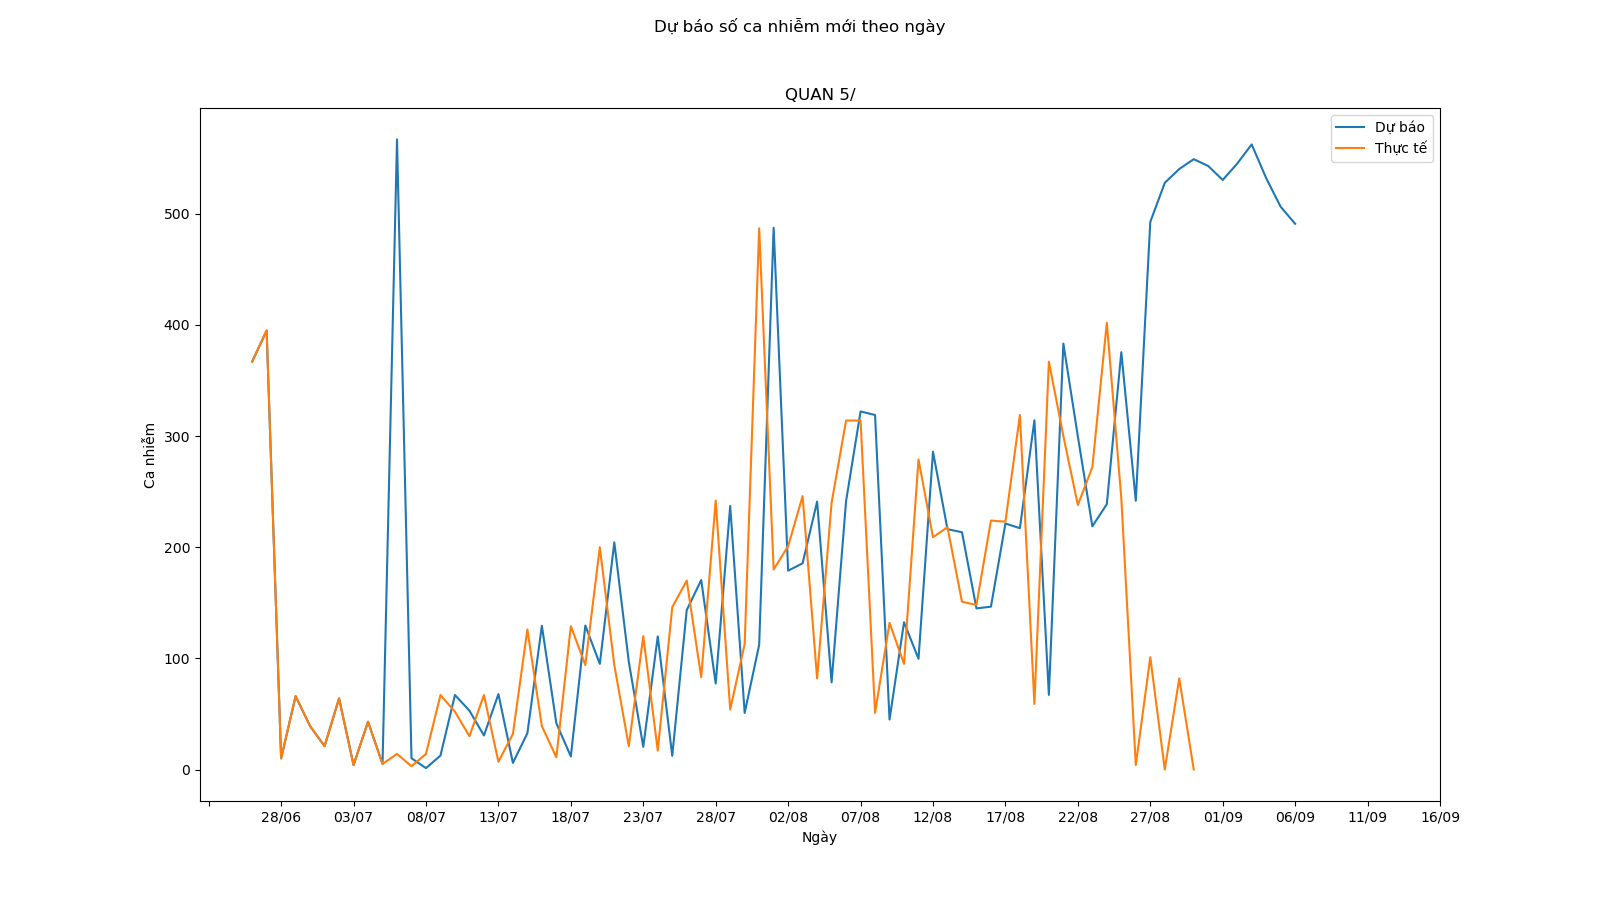 Dự báo số ca nhiễm mới theo ngày
QUAN 5/
Dự báo
Thực tế
500
400
300
200
100
0
Ca nhiễm
28/06 03/07 08/07 13/07 18/07 23/07 28/07 02/08 07/08 12/08 17/08 22/08 27/08 01/09 06/09 11/09 16/09
Ngày